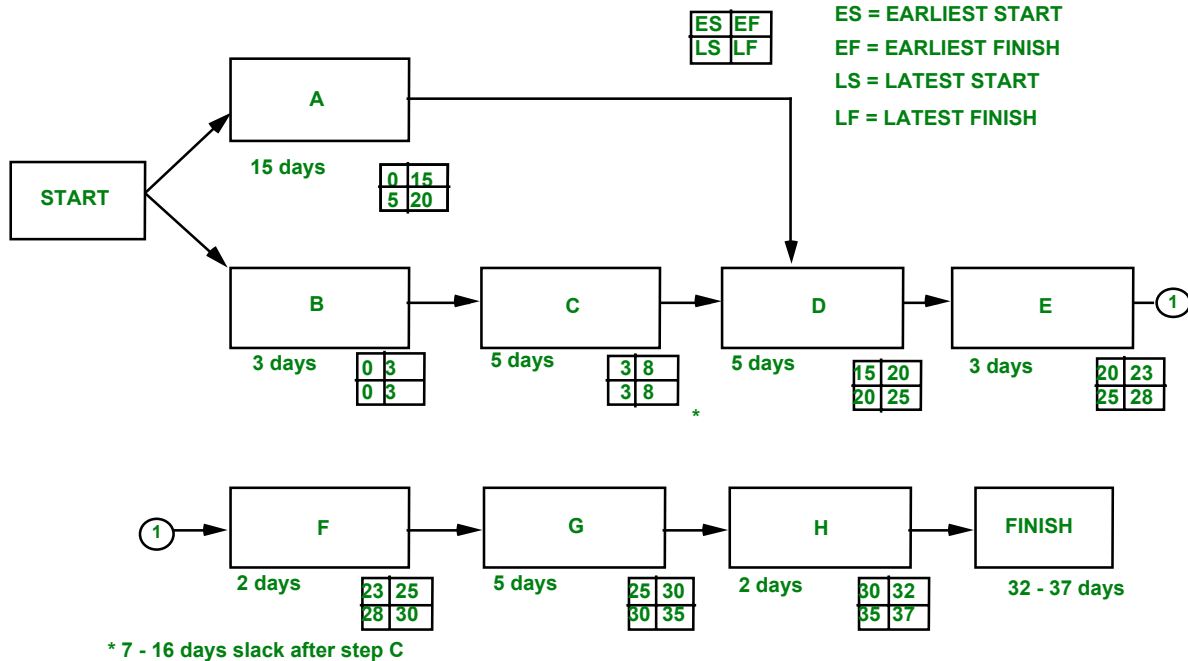 ES EF
LS LF
ES = EARLIEST START
EF = EARLIEST FINISH
LS = LATEST START
LF = LATEST FINISH
START
A
15 days
0 15
5 20
B
3 days
0 3
0 3
C
5 days
3 8
3 8
*
D
5 days
15 20
20 25
E
3 days
20 23
25 28
1
1
F
2 days
23 25
28 30
G
5 days
25 30
30 35
H
2 days
30 32
35 37
FINISH
32 - 37 days
* 7 - 16 days slack after step C